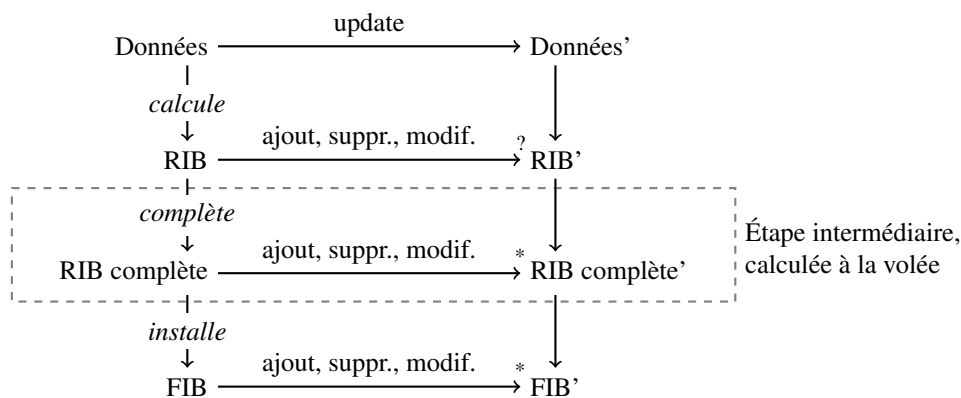 update
Données Données’
calcule
ajout, suppr., modif. ?
RIB RIB’
complète
ajout, suppr., modif. *
RIB complète RIB complète’
Étape intermédiaire,
calculée à la volée
installe
ajout, suppr., modif. *
FIB FIB’